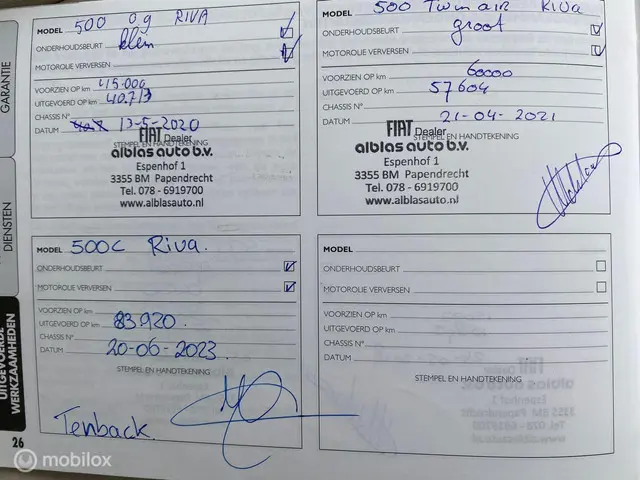 GARANTIE
DIENSTEN
UITGEVOERDE
WERKZAAMHEDEN
26
MODEL 500 09 RIVA
ONDERHOUDSBEURT klein
MOTOROLIE VERVERSEN
VOORZIEN OP km 45.000
UITGEVOERD OP km 40.713
CHASSIS N°
DATUM 13-5-2020
STEMPEL EN HANDTEKENING
FIAT Dealer
alblas auto b.v.
Espenhof 1
3355 BM Papendrecht
Tel. 078 - 6919700
www.alblasauto.nl
MODEL 500 Twin air Riva
ONDERHOUDSBEURT groot
MOTOROLIE VERVERSEN
VOORZIEN OP km 60000
UITGEVOERD OP km 57604
CHASSIS N°
DATUM 21-04-2021
STEMPEL EN HANDTEKENING
FIAT Dealer
alblas auto b.v.
Espenhof 1
3355 BM Papendrecht
Tel. 078 - 6919700
www.alblasauto.nl
MODEL 500C Riva.
ONDERHOUDSBEURT
MOTOROLIE VERVERSEN
VOORZIEN OP km
UITGEVOERD OP km 83920.
CHASSIS N°
DATUM 20-06-2023.
STEMPEL EN HANDTEKENING
Tenback.
MODEL
ONDERHOUDSBEURT
MOTOROLIE VERVERSEN
VOORZIEN OP km
UITGEVOERD OP km
CHASSIS N°
DATUM
STEMPEL EN HANDTEKENING
mobilox